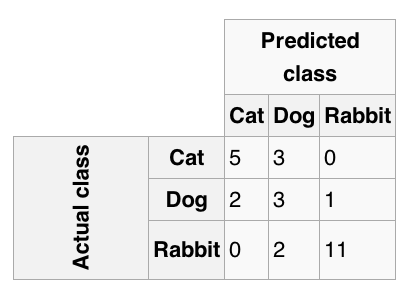 Predicted
class
Cat Dog Rabbit
Actual class
Cat 5 3 0
Dog 2 3 1
Rabbit 0 2 11